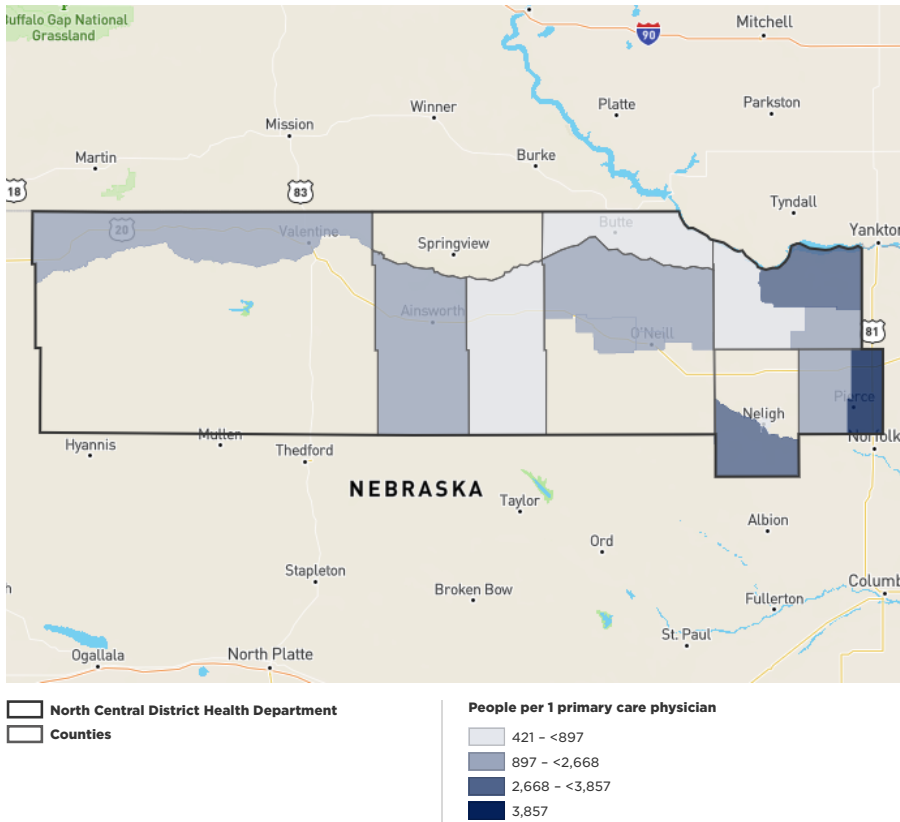 Buffalo Gap National
Grassland
Mitchell
90
Platte
Parkston
Winner
Mission
Burke
Martin
18
83
Tyndall
Butte
20
Valentine
Springview
Yankton
Ainsworth
O'Neill
81
Pierce
Neligh
Hyannis
Mullen
Thedford
Norfolk
NEBRASKA
Taylor
Albion
Ord
Stapleton
Broken Bow
Fullerton
Columb
St. Paul
Ogallala
North Platte
North Central District Health Department
Counties
People per 1 primary care physician
421 – <897
897 – <2,668
2,668 – <3,857
3,857